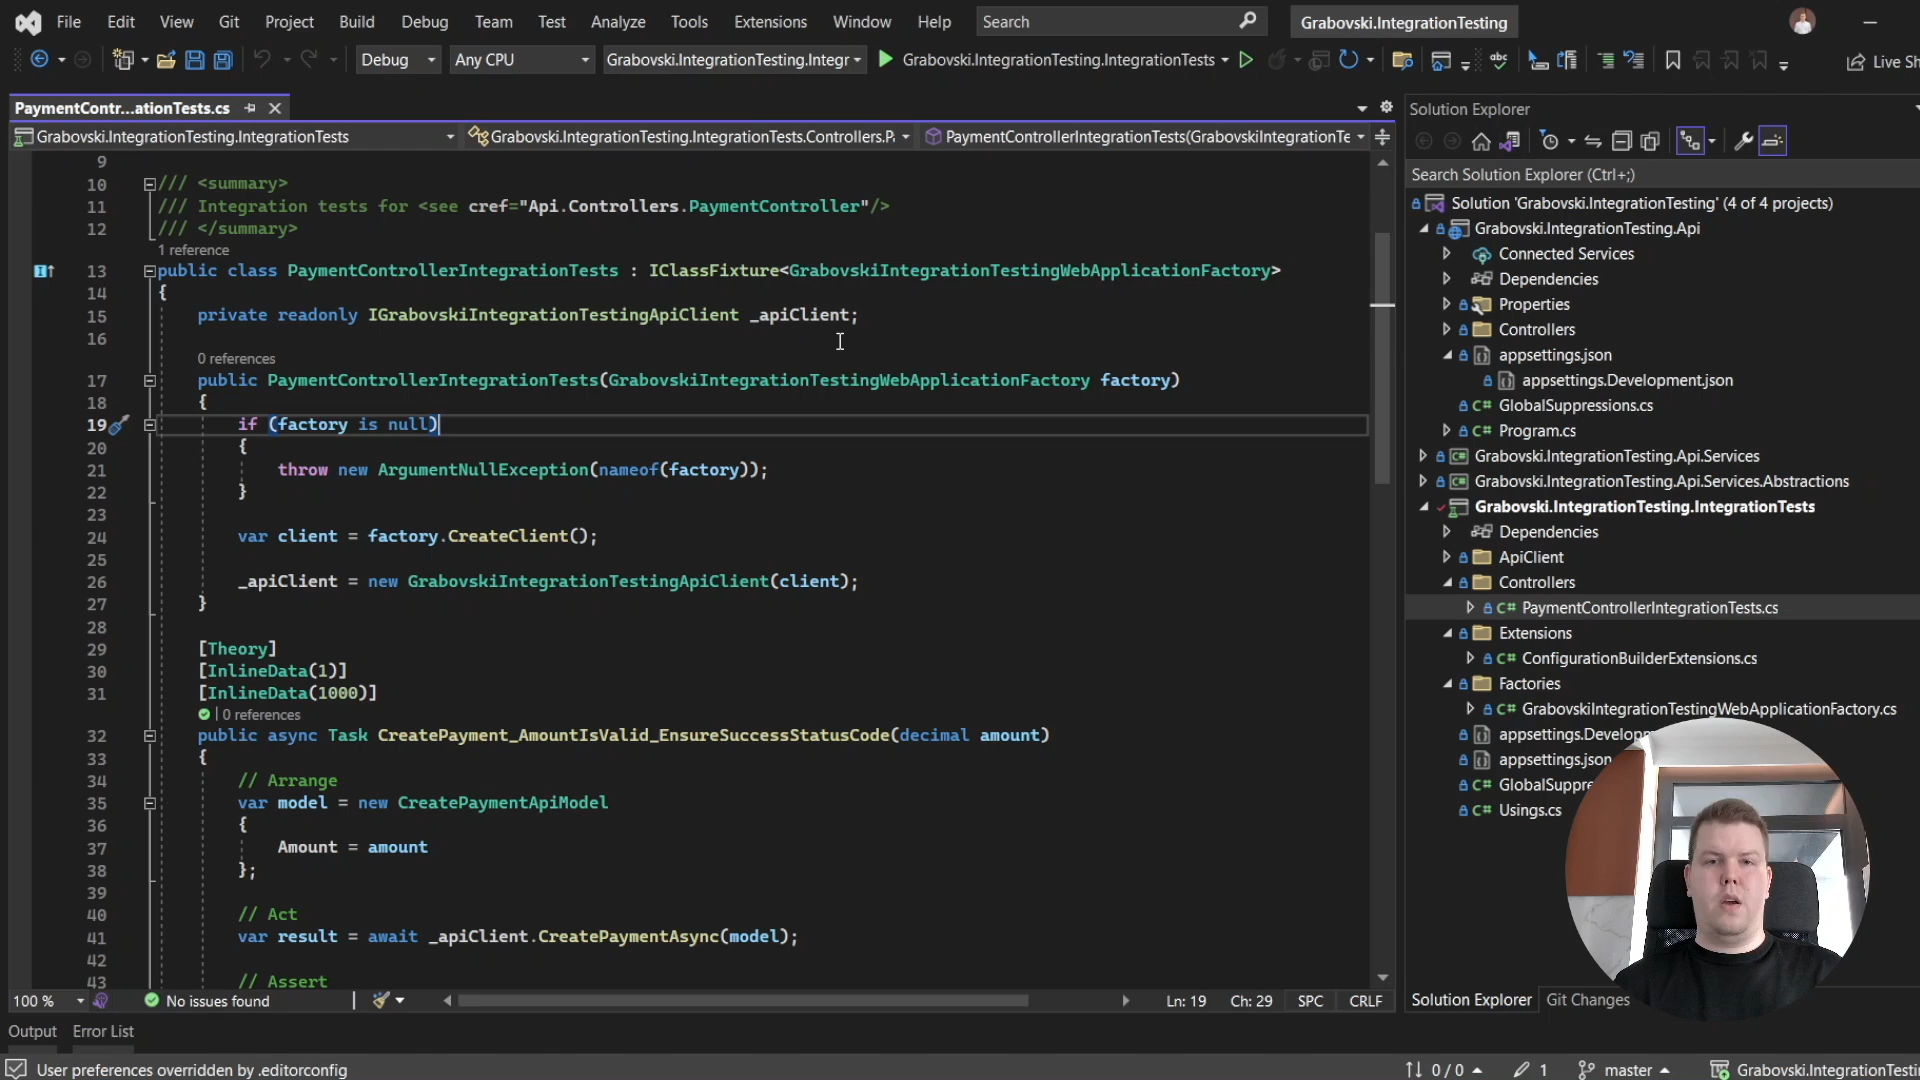 File Edit View Git Project Build Debug Team Test Analyze Tools Extensions Window Help Search Grabovski.IntegrationTesting
Debug Any CPU Grabovski.IntegrationTesting.Integr Grabovski.IntegrationTesting.IntegrationTests Live Sh
PaymentContr...ationTests.cs
Grabovski.IntegrationTesting.IntegrationTests Grabovski.IntegrationTesting.IntegrationTests.Controllers.P. PaymentControllerIntegrationTests(GrabovskiIntegrationTe
9
10 /// <summary>
11 /// Integration tests for <see cref="Api.Controllers.PaymentController"/>
12 /// </summary>
1 reference
13 public class PaymentControllerIntegrationTests : IClassFixture<GrabovskiIntegrationTestingWebApplicationFactory>
14 {
15 private readonly IGrabovskiIntegrationTestingApiClient _apiClient;
16
0 references
17 public PaymentControllerIntegrationTests(GrabovskiIntegrationTestingWebApplicationFactory factory)
18 {
19 if (factory is null)
20 {
21 throw new ArgumentNullException(nameof(factory));
22 }
23
24 var client = factory.CreateClient();
25
26 _apiClient = new GrabovskiIntegrationTestingApiClient(client);
27 }
28
29 [Theory]
30 [InlineData(1)]
31 [InlineData(1000)]
0 references
32 public async Task CreatePayment_AmountIsValid_EnsureSuccessStatusCode(decimal amount)
33 {
34 // Arrange
35 var model = new CreatePaymentApiModel
36 {
37 Amount = amount
38 };
39
40 // Act
41 var result = await _apiClient.CreatePaymentAsync(model);
42
43 // Assert
100 % No issues found Ln: 19 Ch: 29 SPC CRLF
Output Error List
User preferences overridden by .editorconfig 0 / 0 1 master Grabovski.IntegrationTesti
Solution Explorer
Search Solution Explorer (Ctrl+;)
Solution 'Grabovski.IntegrationTesting' (4 of 4 projects)
Grabovski.IntegrationTesting.Api
Connected Services
Dependencies
Properties
Controllers
appsettings.json
appsettings.Development.json
C# GlobalSuppressions.cs
C# Program.cs
C# Grabovski.IntegrationTesting.Api.Services
C# Grabovski.IntegrationTesting.Api.Services.Abstractions
Grabovski.IntegrationTesting.IntegrationTests
Dependencies
ApiClient
Controllers
C# PaymentControllerIntegrationTests.cs
Extensions
C# ConfigurationBuilderExtensions.cs
Factories
C# GrabovskiIntegrationTestingWebApplicationFactory.cs
appsettings.Develop
appsettings.json
C# GlobalSuppre
C# Usings.cs
Solution Explorer Git Changes